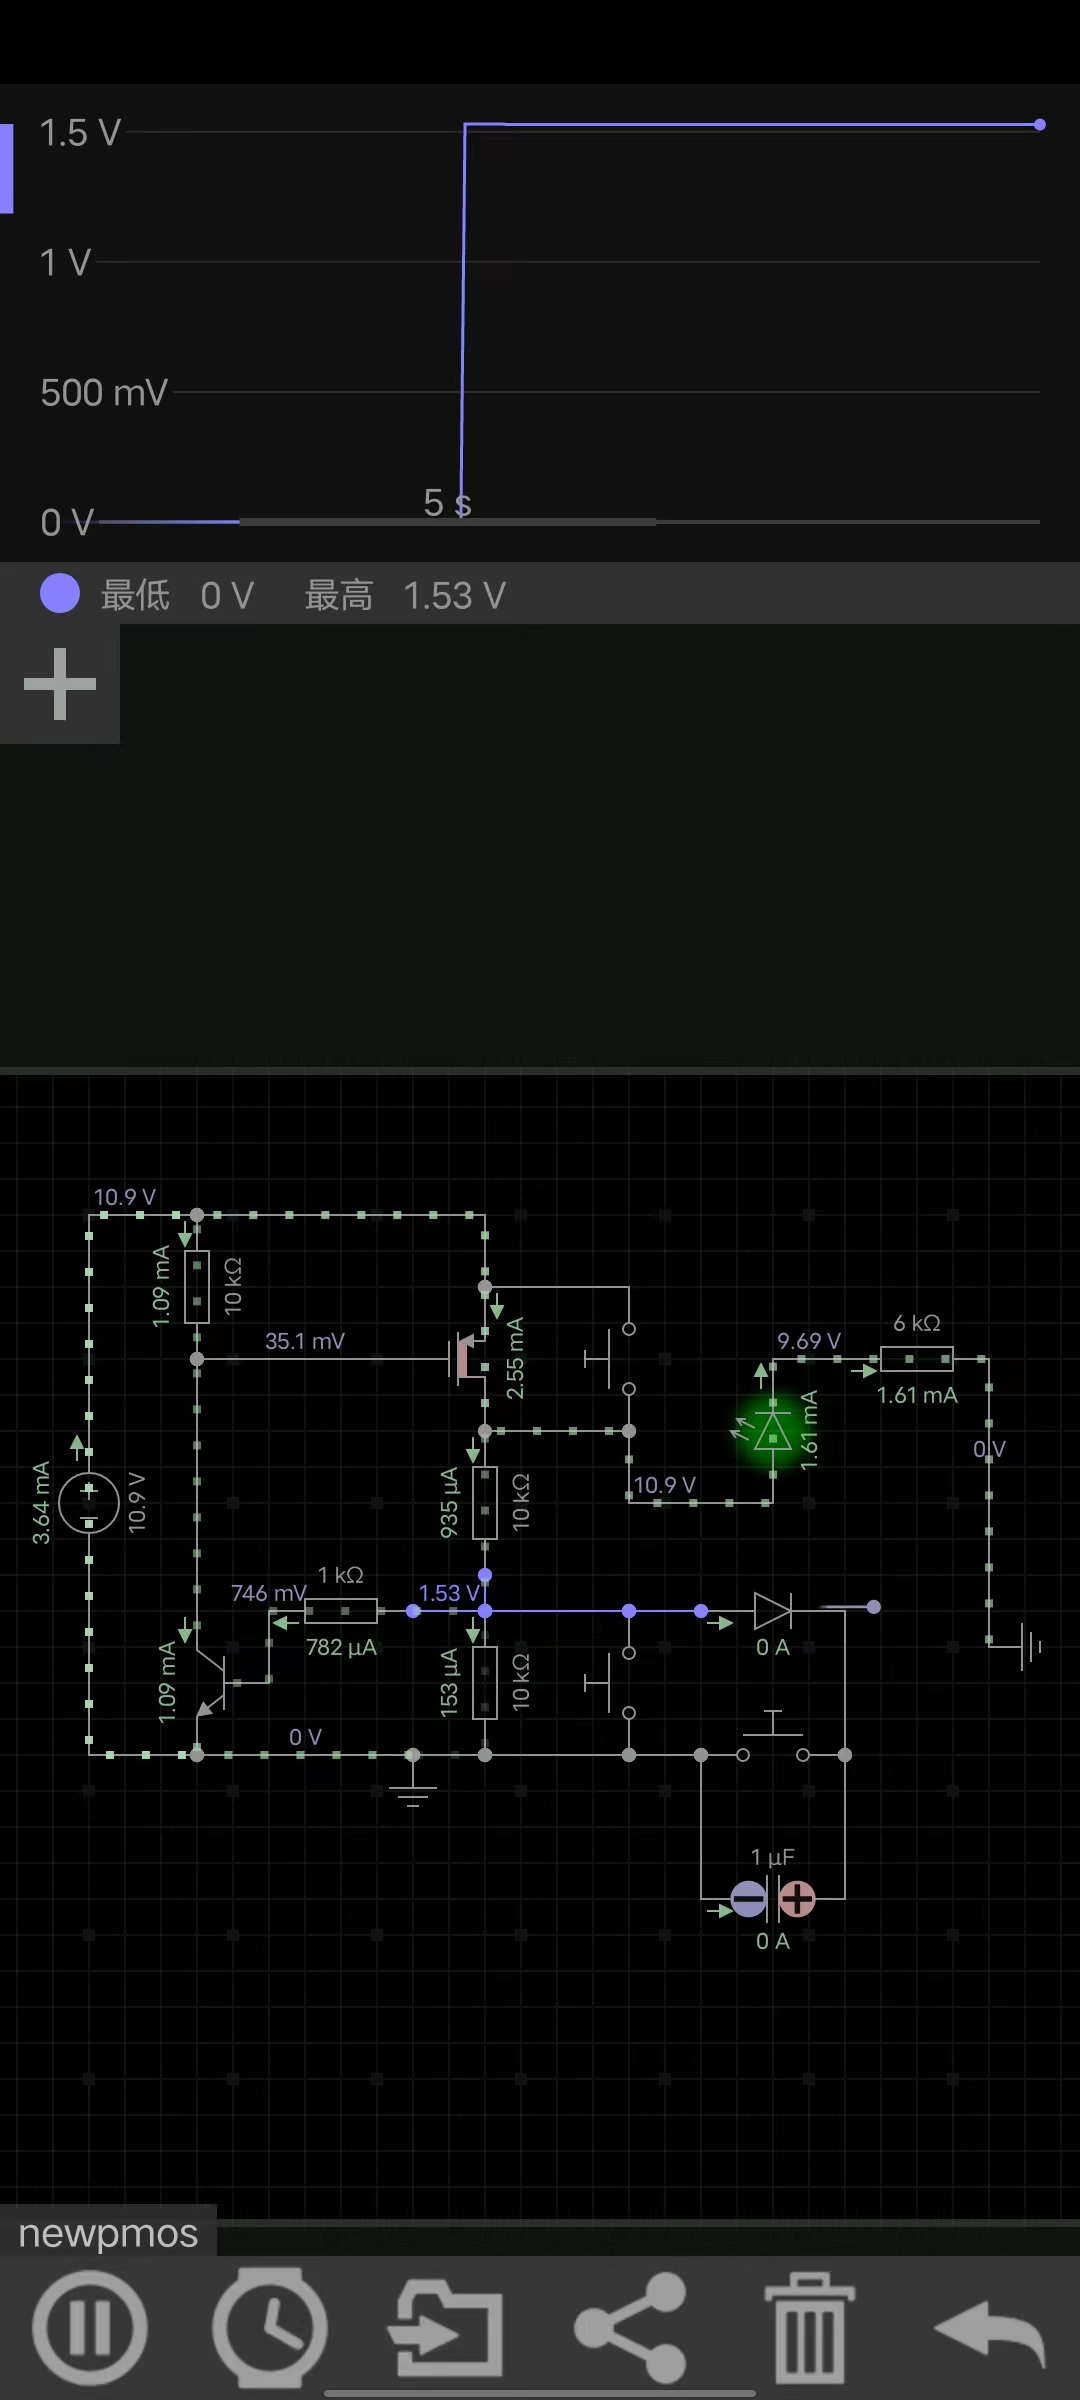 1.5 V
1 V
500 mV
5 s
0 V
最低 0 V 最高 1.53 V
10.9 V
1.09 mA
10 kΩ
35.1 mV
2.55 mA
6 kΩ
9.69 V
1.61 mA
1.61 mA
0 V
3.64 mA
10.9 V
935 µA
10 kΩ
10.9 V
1 kΩ
746 mV
1.53 V
782 µA
0 A
1.09 mA
153 µA
10 kΩ
0 V
1 µF
0 A
newpmos